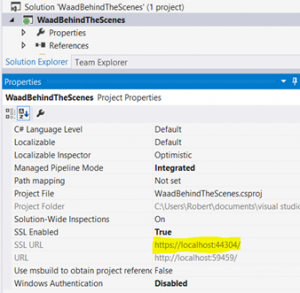 Solution 'WaadBehindTheScenes' (1 project)
WaadBehindTheScenes
Properties
References
Solution Explorer Team Explorer
Properties
WaadBehindTheScenes Project Properties
C# Language Level Default
Localizable Default
Localizable Inspector Optimistic
Managed Pipeline Mode Integrated
Path mapping Not set
Project File WaadBehindTheScenes.csproj
Project Folder C:\Users\Robert\documents\visual studio
Solution-Wide Inspections On
SSL Enabled True
SSL URL https://localhost:44304/
URL http://localhost:59459/
Use msbuild to obtain project referenc False
Windows Authentication Disabled